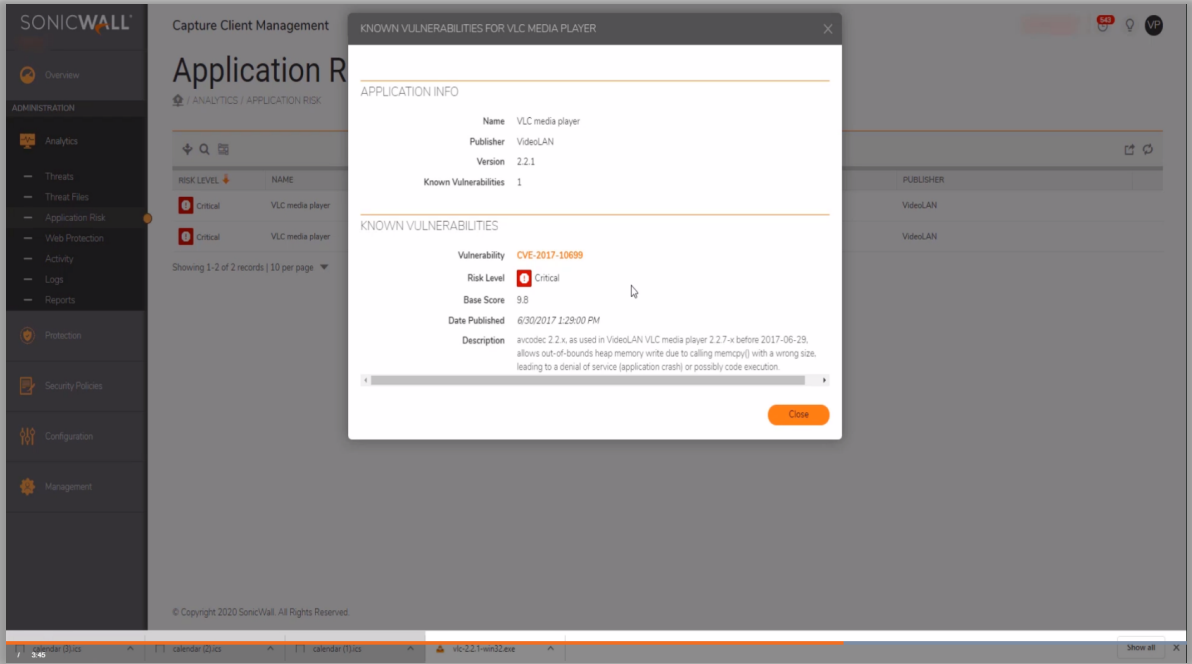 SONICWALL
Capture Client Management
543
VP
KNOWN VULNERABILITIES FOR VLC MEDIA PLAYER
Application R
/ ANALYTICS / APPLICATION RISK
Overview
ADMINISTRATION
Analytics
Threats
Threat Files
Application Risk
Web Protection
Activity
Logs
Reports
Protection
Security Policies
Configuration
Management
RISK LEVEL NAME PUBLISHER
Critical VLC media player VideoLAN
Critical VLC media player VideoLAN
Showing 1-2 of 2 records | 10 per page
APPLICATION INFO
Name VLC media player
Publisher VideoLAN
Version 2.2.1
Known Vulnerabilities 1
KNOWN VULNERABILITIES
Vulnerability CVE-2017-10699
Risk Level Critical
Base Score 9.8
Date Published 6/30/2017 1:29:00 PM
Description avcodec 2.2.x, as used in VideoLAN VLC media player 2.2.7-x before 2017-06-29,
allows out-of-bounds heap memory write due to calling memcpy() with a wrong size,
leading to a denial of service (application crash) or possibly code execution.
Close
© Copyright 2020 SonicWall. All Rights Reserved.
calendar (3).ics calendar (2).ics calendar (1).ics vlc-2.2.1-win32.exe Show all
/ 3:45